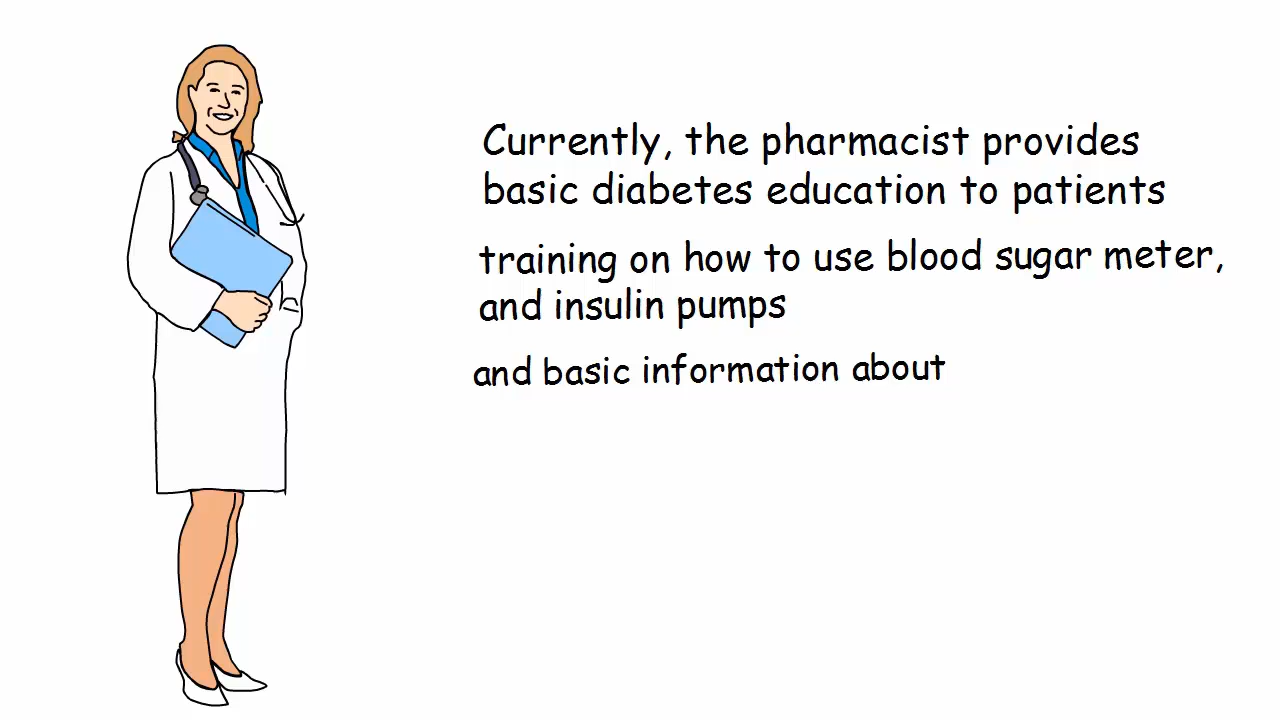 Currently, the pharmacist provides
basic diabetes education to patients
training on how to use blood sugar meter,
and insulin pumps
and basic information about